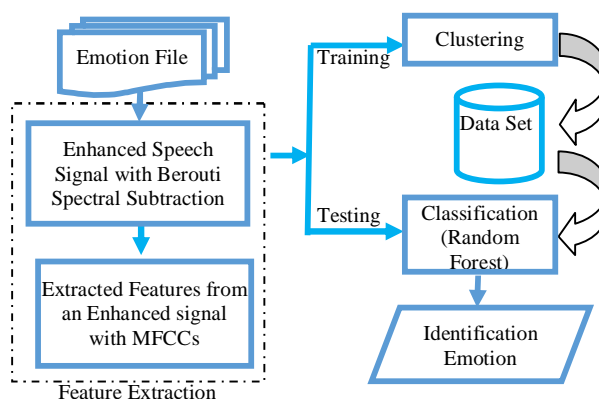 Emotion File
Enhanced Speech
Signal with Berouti
Spectral Subtraction
Extracted Features from
an Enhanced signal
with MFCCs
Feature Extraction
Training
Clustering
Data Set
Testing
Classification
(Random
Forest)
Identification
Emotion